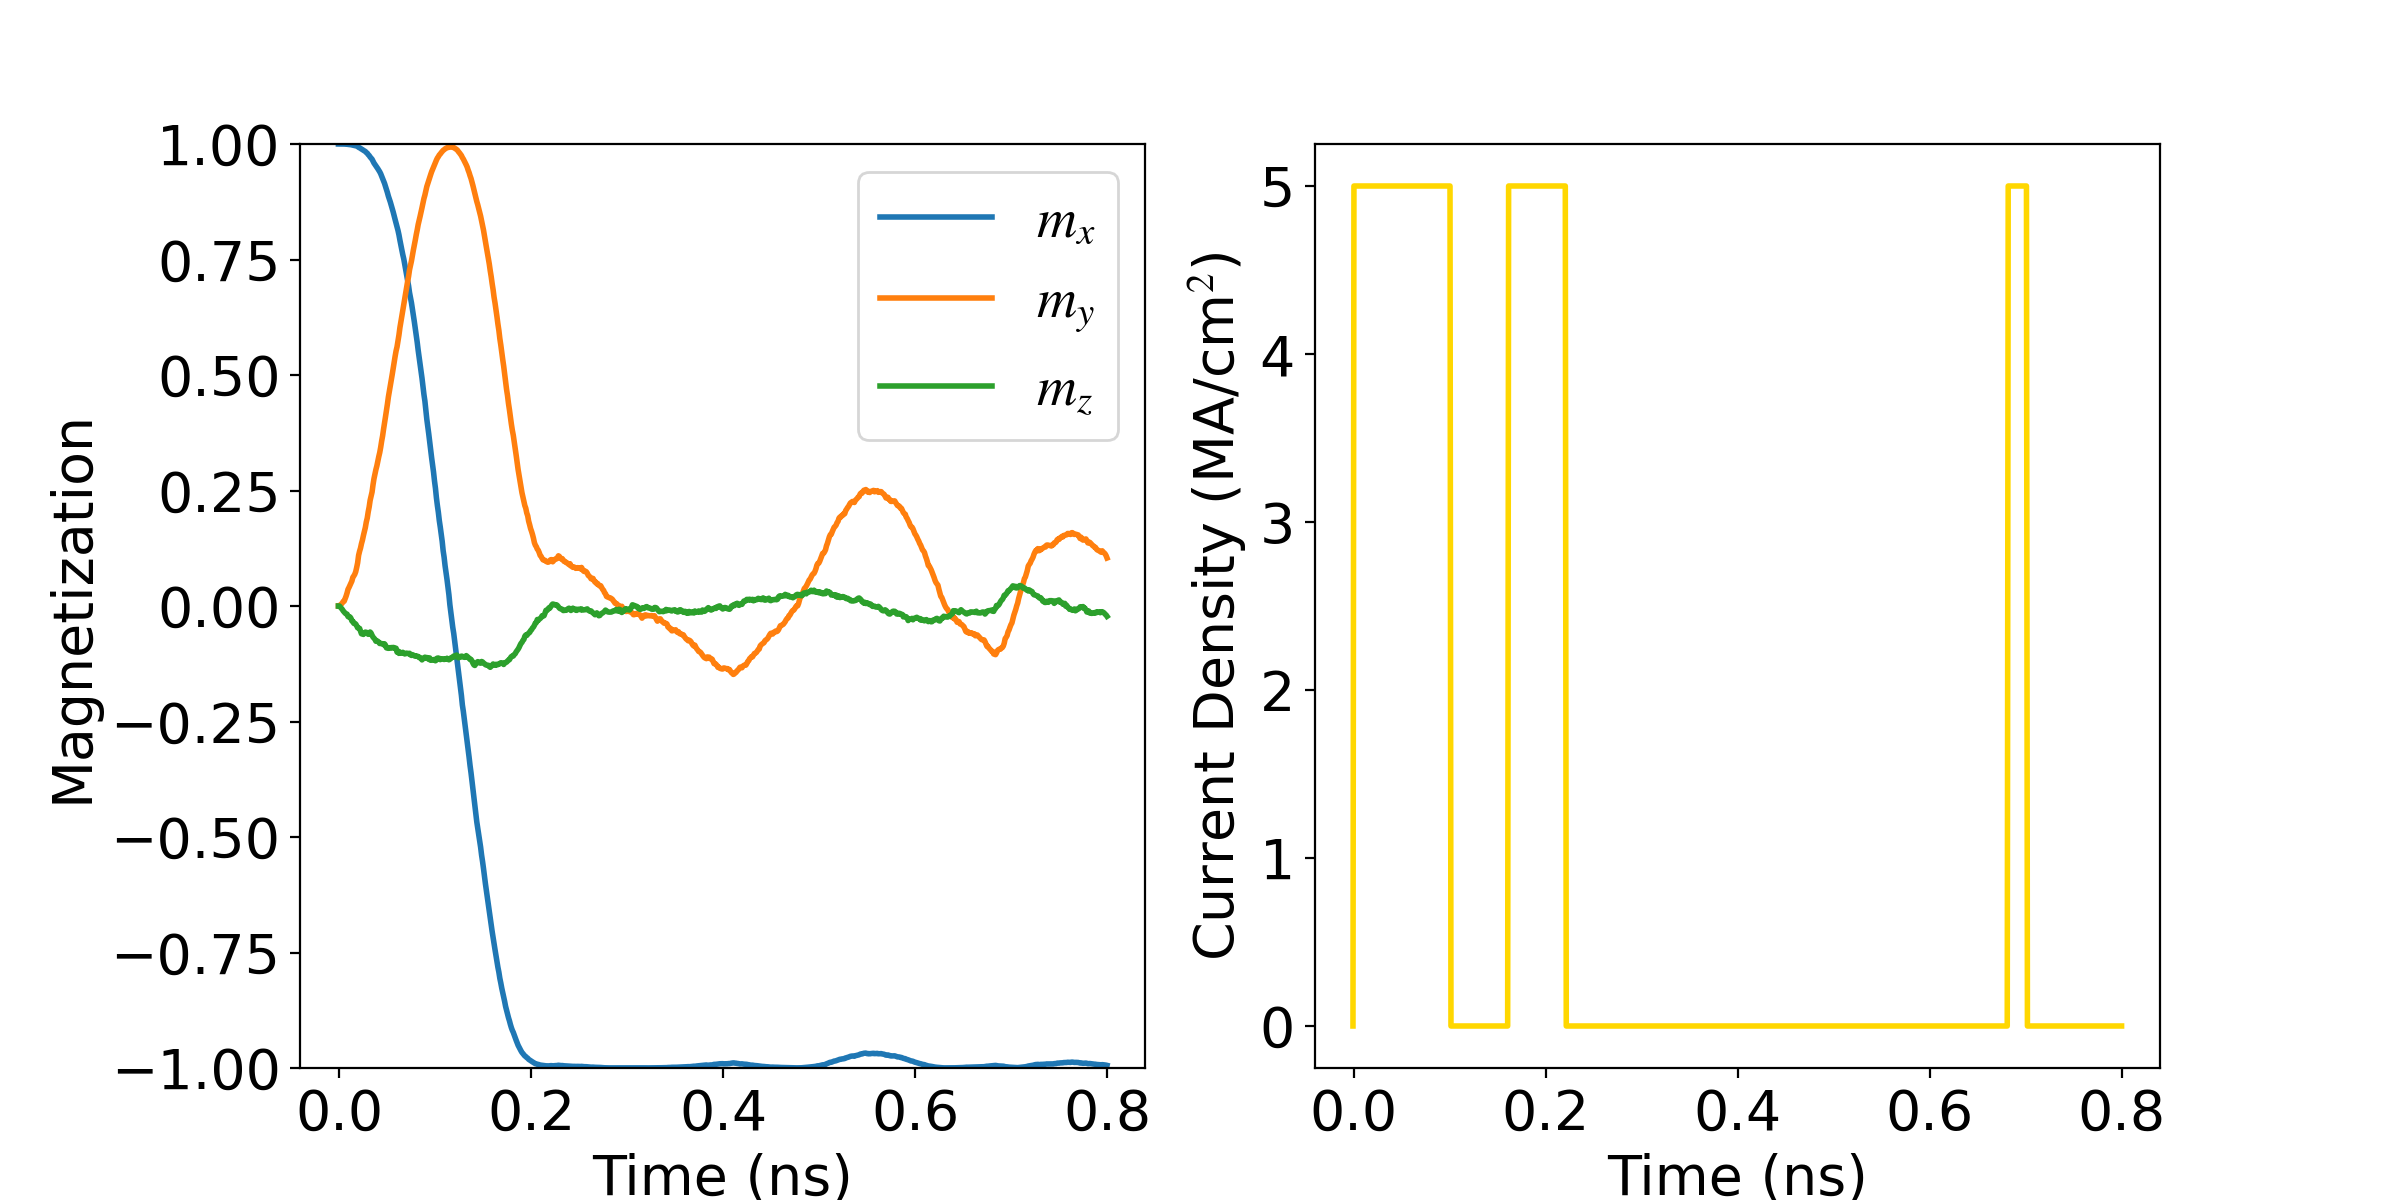 1.00
0.75
0.50
0.25
0.00
−0.25
−0.50
−0.75
−1.00
Magnetization
0.0 0.2 0.4 0.6 0.8
Time (ns)
m_x
m_y
m_z
5
4
3
2
1
0
Current Density (MA/cm²)
0.0 0.2 0.4 0.6 0.8
Time (ns)